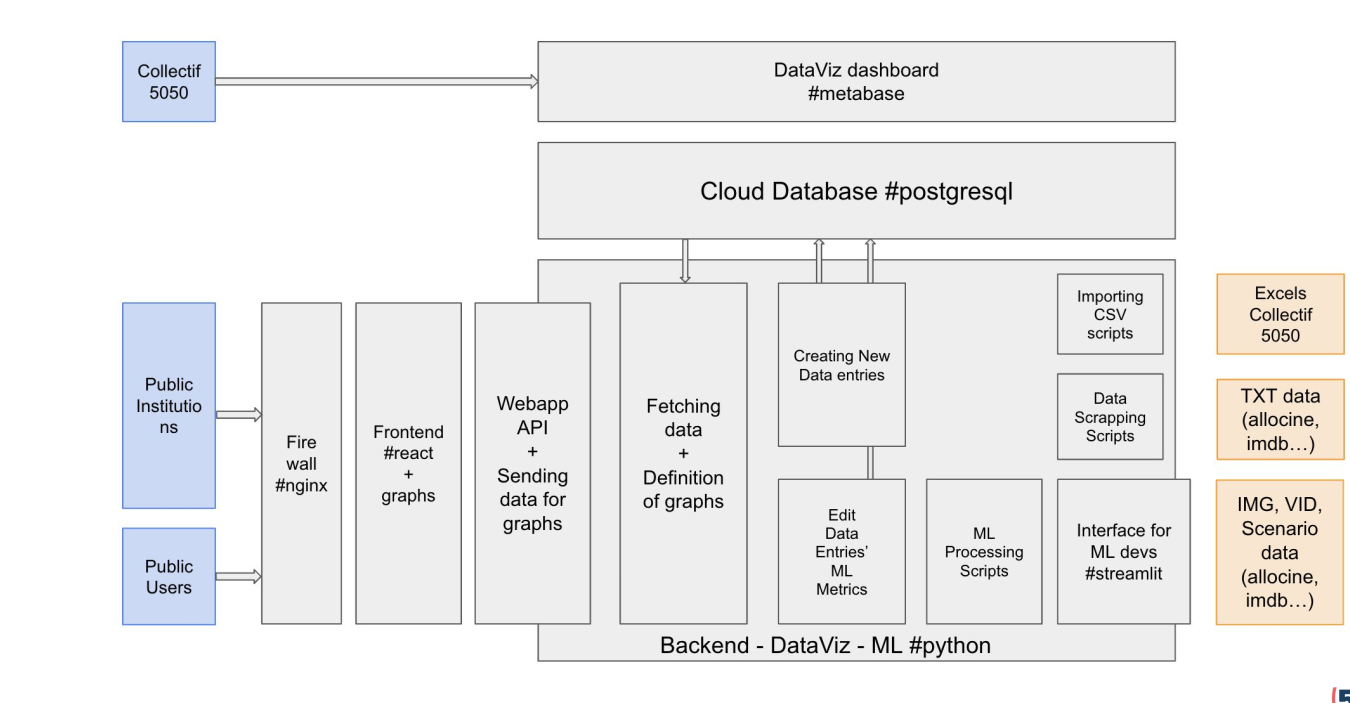 Collectif
5050
DataViz dashboard
#metabase
Cloud Database #postgresql
Public
Institutio
ns
Public
Users
Fire
wall
#nginx
Frontend
#react
+
graphs
Webapp
API
+
Sending
data for
graphs
Fetching
data
+
Definition
of graphs
Creating New
Data entries
Edit
Data
Entries’
ML
Metrics
ML
Processing
Scripts
Importing
CSV
scripts
Data
Scrapping
Scripts
Interface for
ML devs
#streamlit
Excels
Collectif
5050
TXT data
(allocine,
imdb…)
IMG, VID,
Scenario
data
(allocine,
imdb…)
Backend - DataViz - ML #python